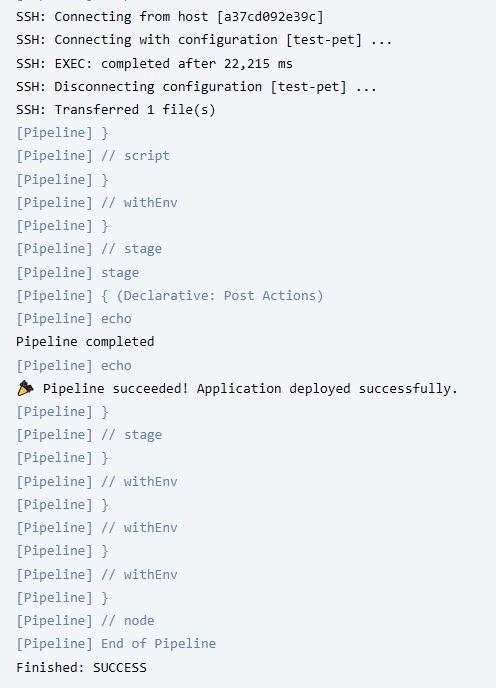 SSH: Connecting from host [a37cd092e39c]
SSH: Connecting with configuration [test-pet] ...
SSH: EXEC: completed after 22,215 ms
SSH: Disconnecting configuration [test-pet] ...
SSH: Transferred 1 file(s)
[Pipeline] }
[Pipeline] // script
[Pipeline] }
[Pipeline] // withEnv
[Pipeline] }
[Pipeline] // stage
[Pipeline] stage
[Pipeline] { (Declarative: Post Actions)
[Pipeline] echo
Pipeline completed
[Pipeline] echo
🎉 Pipeline succeeded! Application deployed successfully.
[Pipeline] }
[Pipeline] // stage
[Pipeline] }
[Pipeline] // withEnv
[Pipeline] }
[Pipeline] // withEnv
[Pipeline] }
[Pipeline] // withEnv
[Pipeline] }
[Pipeline] // node
[Pipeline] End of Pipeline
Finished: SUCCESS